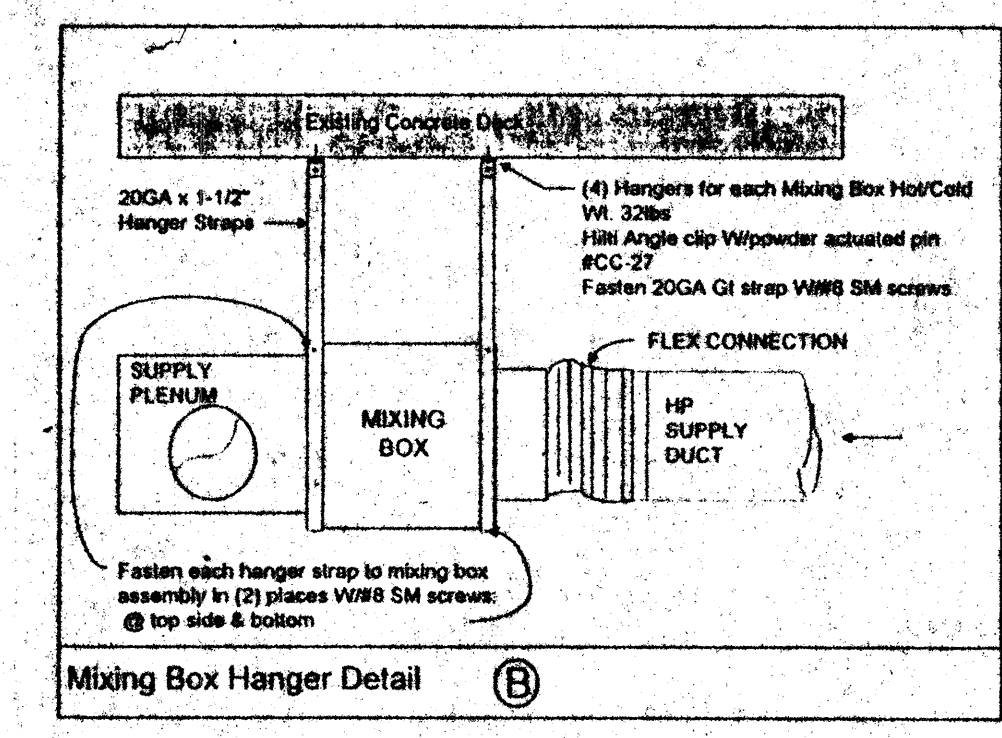 Existing Concrete Deck
20GA x 1-1/2"
Hanger Straps
(4) Hangers for each Mixing Box Hot/Cold
Wt. 32lbs
Hilti Angle clip W/powder actuated pin
#CC-27
Fasten 20GA Gt strap W/#8 SM screws
FLEX CONNECTION
SUPPLY
PLENUM
MIXING
BOX
HP
SUPPLY
DUCT
Fasten each hanger strap to mixing box
assembly in (2) places W/#8 SM screws:
@ top side & bottom
Mixing Box Hanger Detail
B